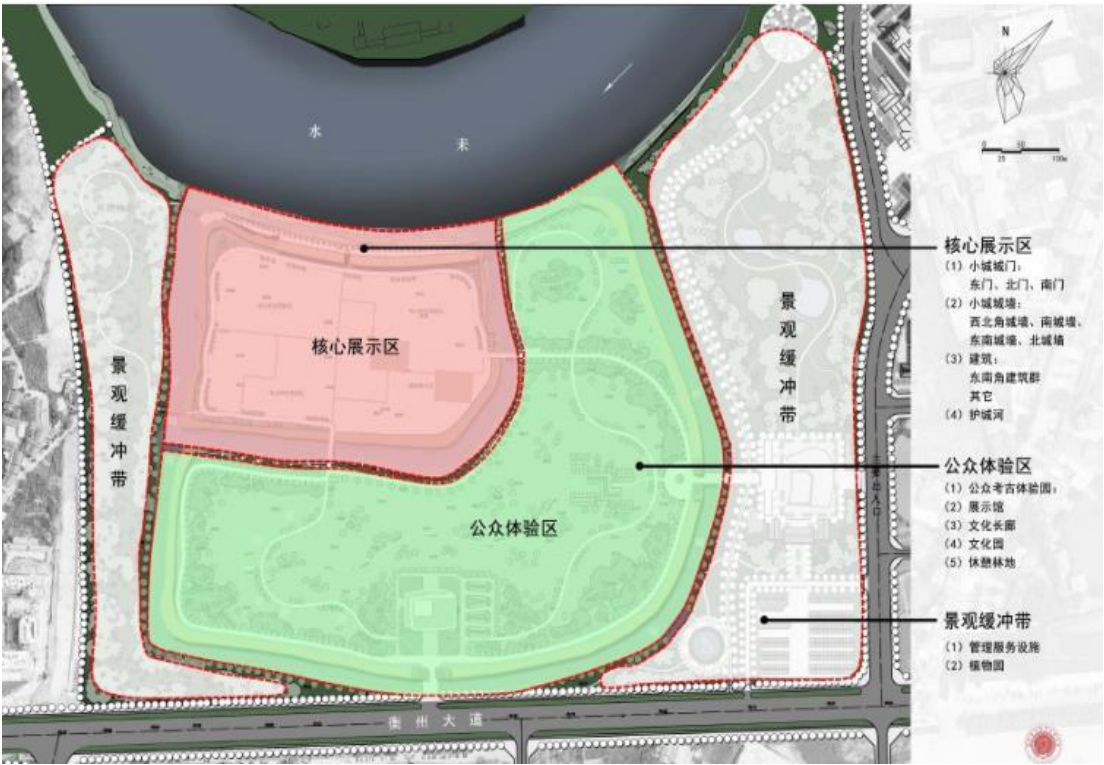 N
0 50
25 100m
水 耒
核心展示区
(1) 小城城门:
东门、北门、南门
(2) 小城城墙:
西北角城墙、南城墙、
东南城墙、北城墙
(3) 建筑:
东南角建筑群
其它
(4) 护城河
景观缓冲带
核心展示区
景观缓冲带
公众体验区
(1) 公众考古体验园:
(2) 展示馆
(3) 文化长廊
(4) 文化园
(5) 休憩林地
公众体验区
景观缓冲带
(1) 管理服务设施
(2) 植物园
衡州大道